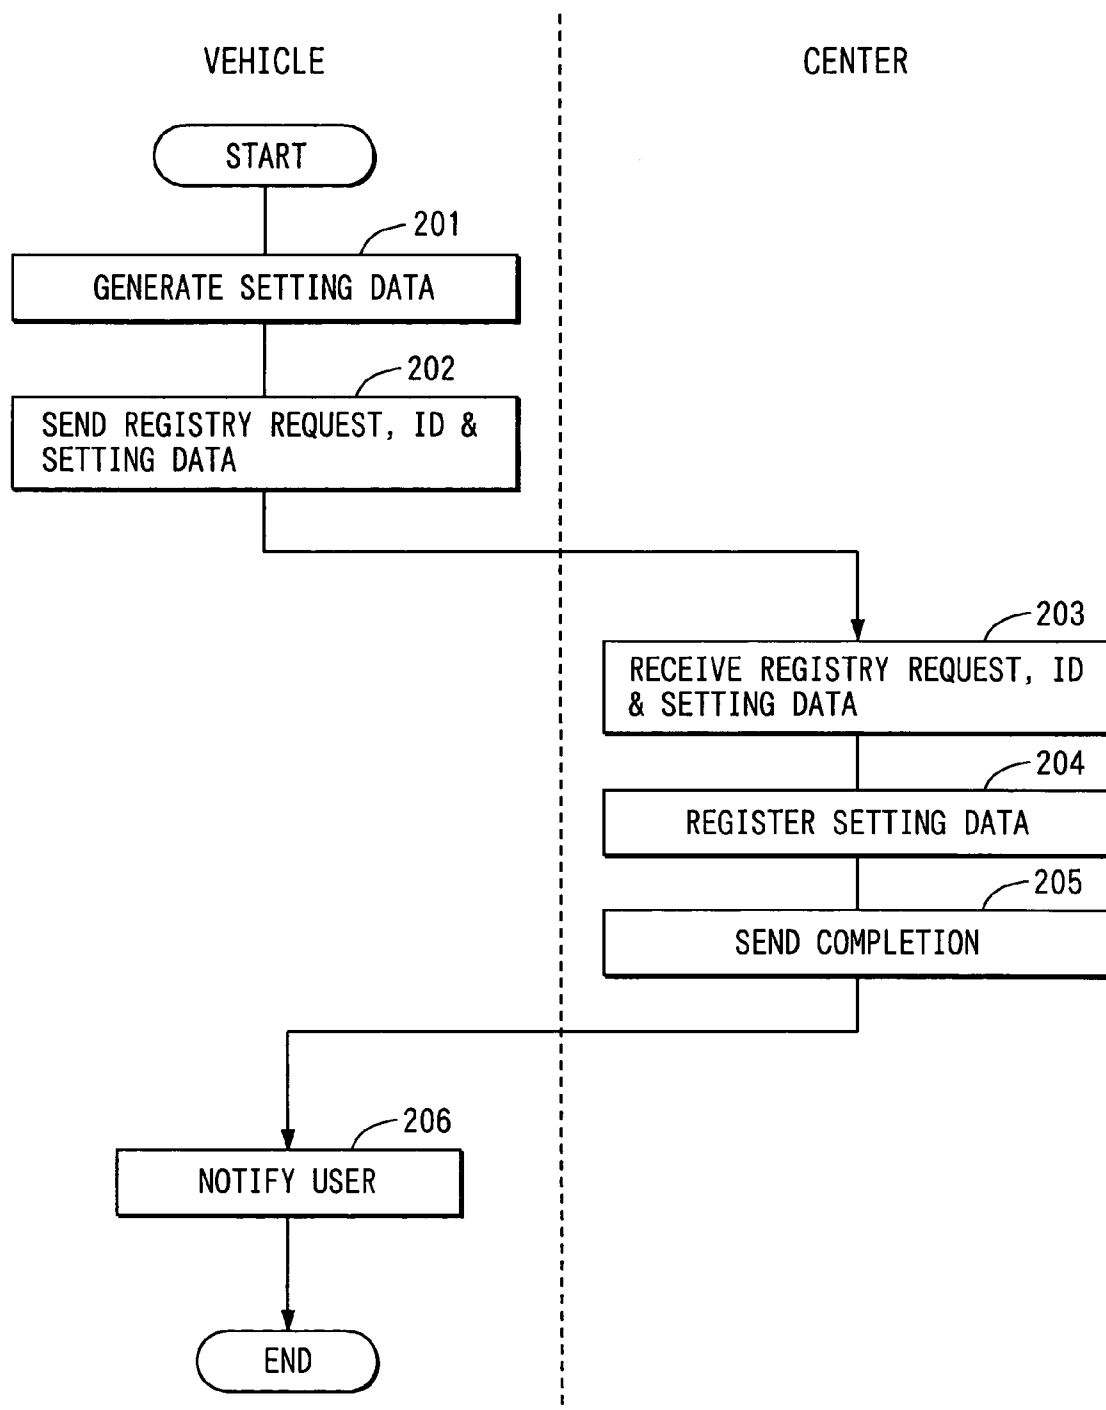 VEHICLE
CENTER
START
201
GENERATE SETTING DATA
202
SEND REGISTRY REQUEST, ID &
SETTING DATA
203
RECEIVE REGISTRY REQUEST, ID
& SETTING DATA
204
REGISTER SETTING DATA
205
SEND COMPLETION
206
NOTIFY USER
END